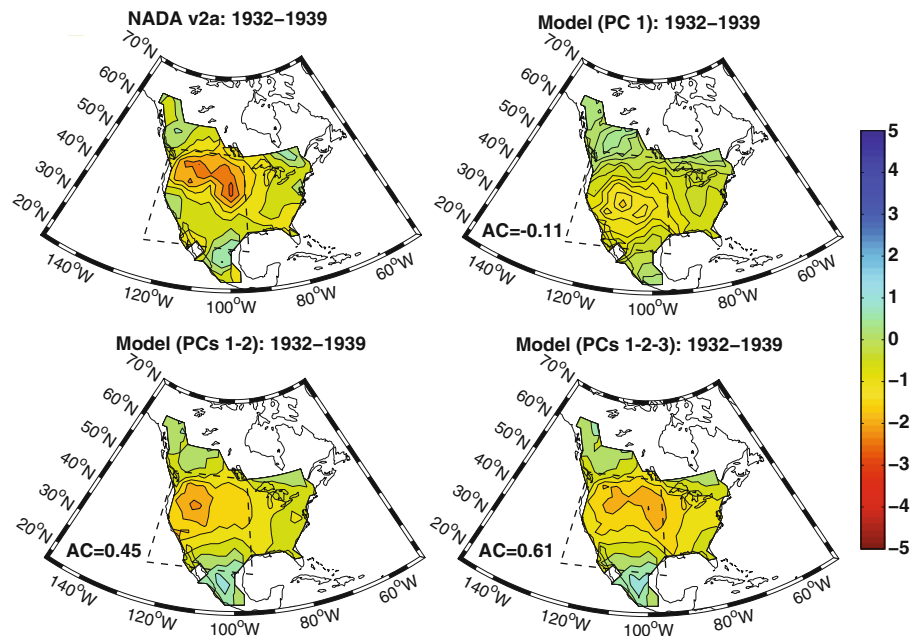 NADA v2a: 1932–1939
70°N
60°N
50°N
40°N
30°N
20°N
140°W
120°W
100°W
80°W
60°W
Model (PC 1): 1932–1939
70°N
60°N
50°N
40°N
30°N
20°N
AC=-0.11
140°W
120°W
100°W
80°W
60°W
Model (PCs 1-2): 1932–1939
70°N
60°N
50°N
40°N
30°N
20°N
AC=0.45
140°W
120°W
100°W
80°W
60°W
Model (PCs 1-2-3): 1932–1939
70°N
60°N
50°N
40°N
30°N
20°N
AC=0.61
140°W
120°W
100°W
80°W
60°W
5
4
3
2
1
0
−1
−2
−3
−4
−5